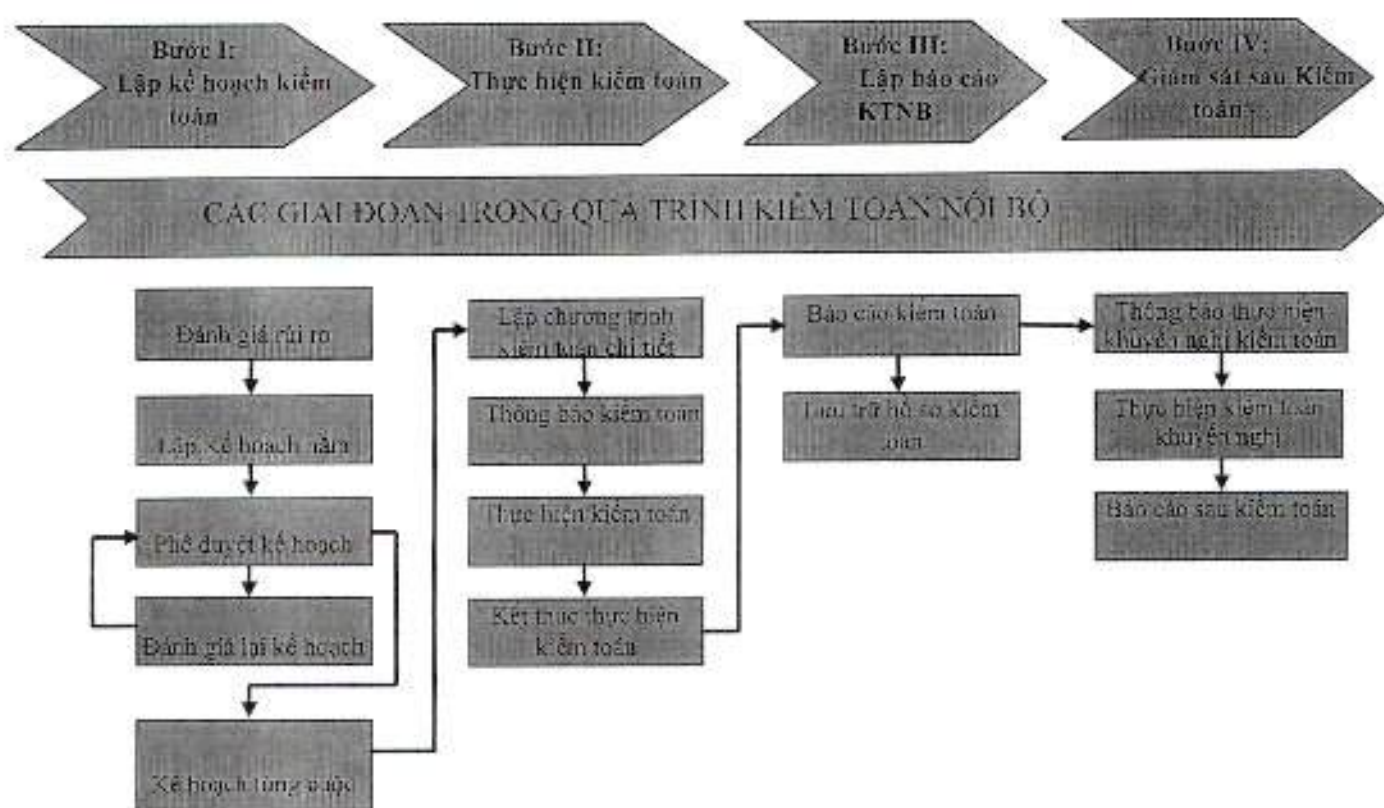 Bước I:
Lập kế hoạch kiểm
toán
Bước II:
Thực hiện kiểm toán
Bước III:
Lập báo cáo
KTNB
Bước IV:
Giám sát sau Kiểm
toán
CÁC GIAI ĐOẠN TRONG QUÁ TRÌNH KIỂM TOÁN NỘI BỘ
Đánh giá rủi ro
Lập kế hoạch năm
Phê duyệt kế hoạch
Đánh giá lại kế hoạch
Kế hoạch từng cuộc
Lập chương trình
kiểm toán chi tiết
Thông báo kiểm toán
Thực hiện kiểm toán
Kết thúc thực hiện
kiểm toán
Báo cáo kiểm toán
Lưu trữ hồ sơ kiểm
toán
Thông báo thực hiện
khuyến nghị kiểm toán
Thực hiện kiểm toán
khuyến nghị
Báo cáo sau kiểm toán